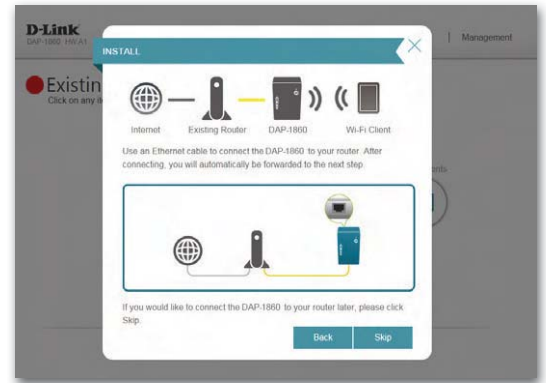 D-Link
DAP-1860 HW:A1
Management
INSTALL
Existin
Click on any it
Internet
Existing Router
DAP-1860
Wi-Fi Client
Use an Ethernet cable to connect the DAP-1860 to your router. After
connecting, you will automatically be forwarded to the next step
ents
If you would like to connect the DAP-1860 to your router later, please click
Skip.
Back
Skip